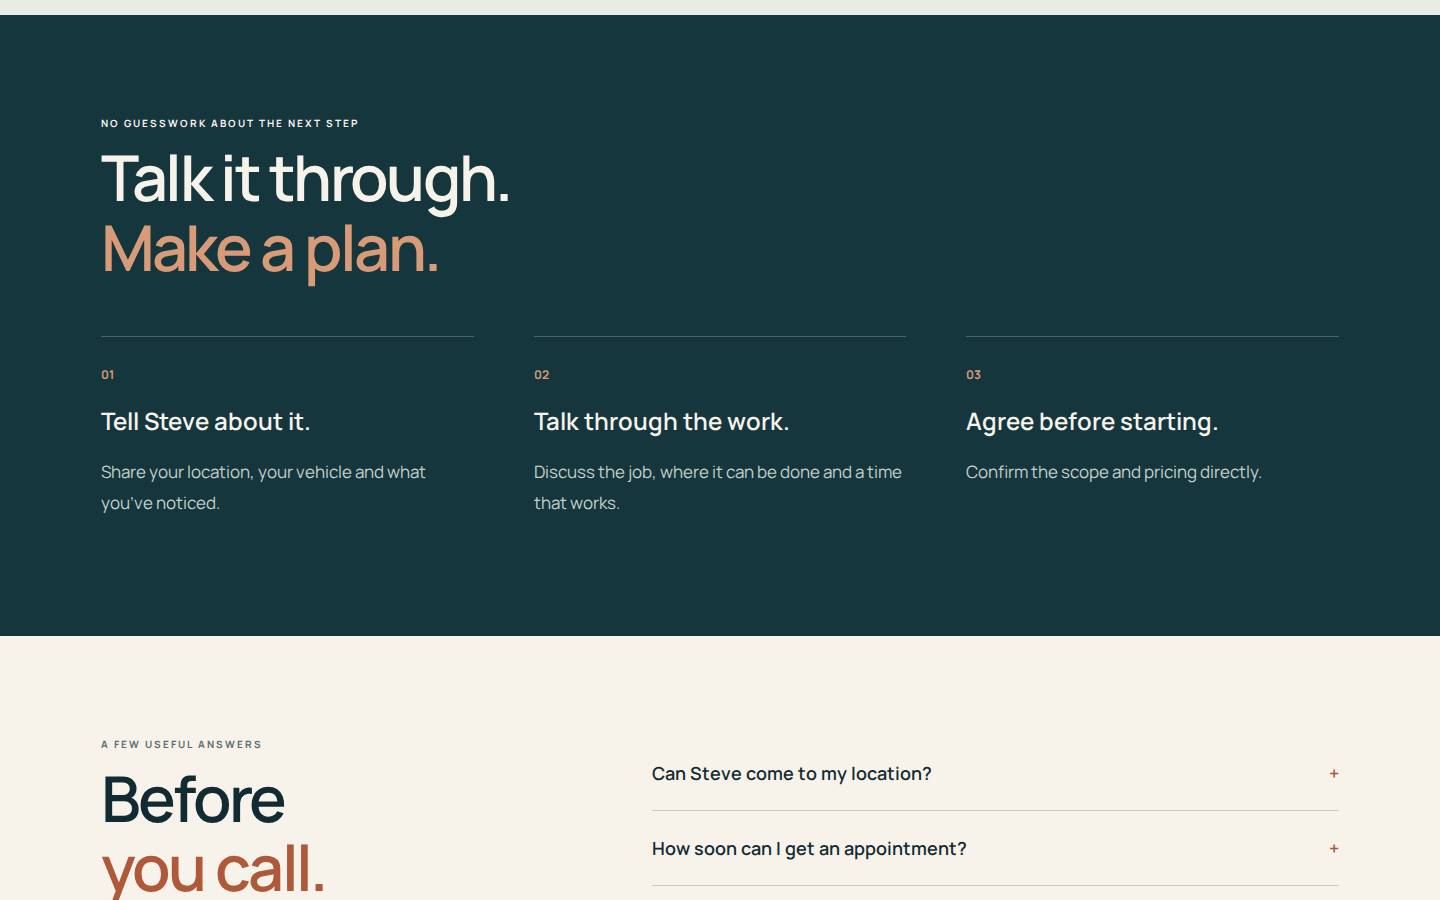 NO GUESSWORK ABOUT THE NEXT STEP
Talk it through.
Make a plan.
01
Tell Steve about it.
Share your location, your vehicle and what
you've noticed.
02
Talk through the work.
Discuss the job, where it can be done and a time
that works.
03
Agree before starting.
Confirm the scope and pricing directly.
A FEW USEFUL ANSWERS
Before
you call.
Can Steve come to my location? +
How soon can I get an appointment? +